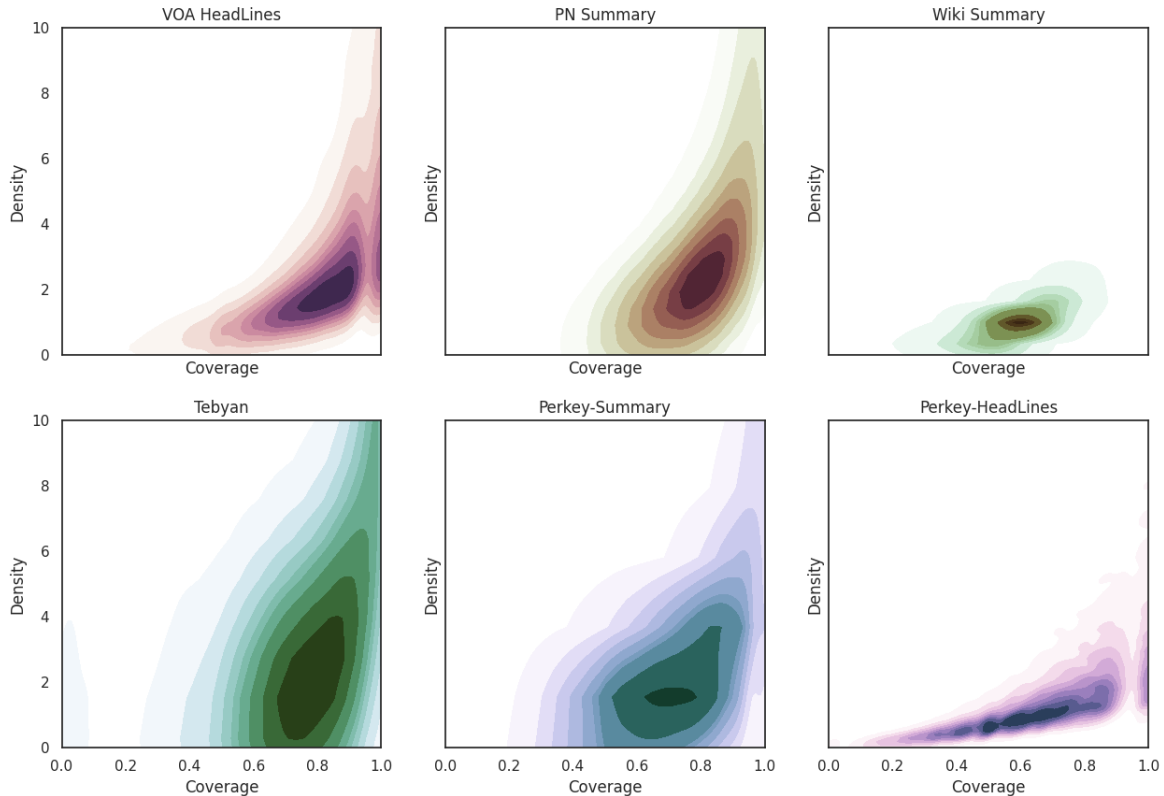 VOA HeadLines
PN Summary
Wiki Summary
10
8
6
4
2
0
Density
Density
Density
Coverage
Coverage
Coverage
Tebyan
Perkey-Summary
Perkey-HeadLines
10
8
6
4
2
0
Density
Density
Density
0.0 0.2 0.4 0.6 0.8 1.0
0.0 0.2 0.4 0.6 0.8 1.0
0.0 0.2 0.4 0.6 0.8 1.0
Coverage
Coverage
Coverage